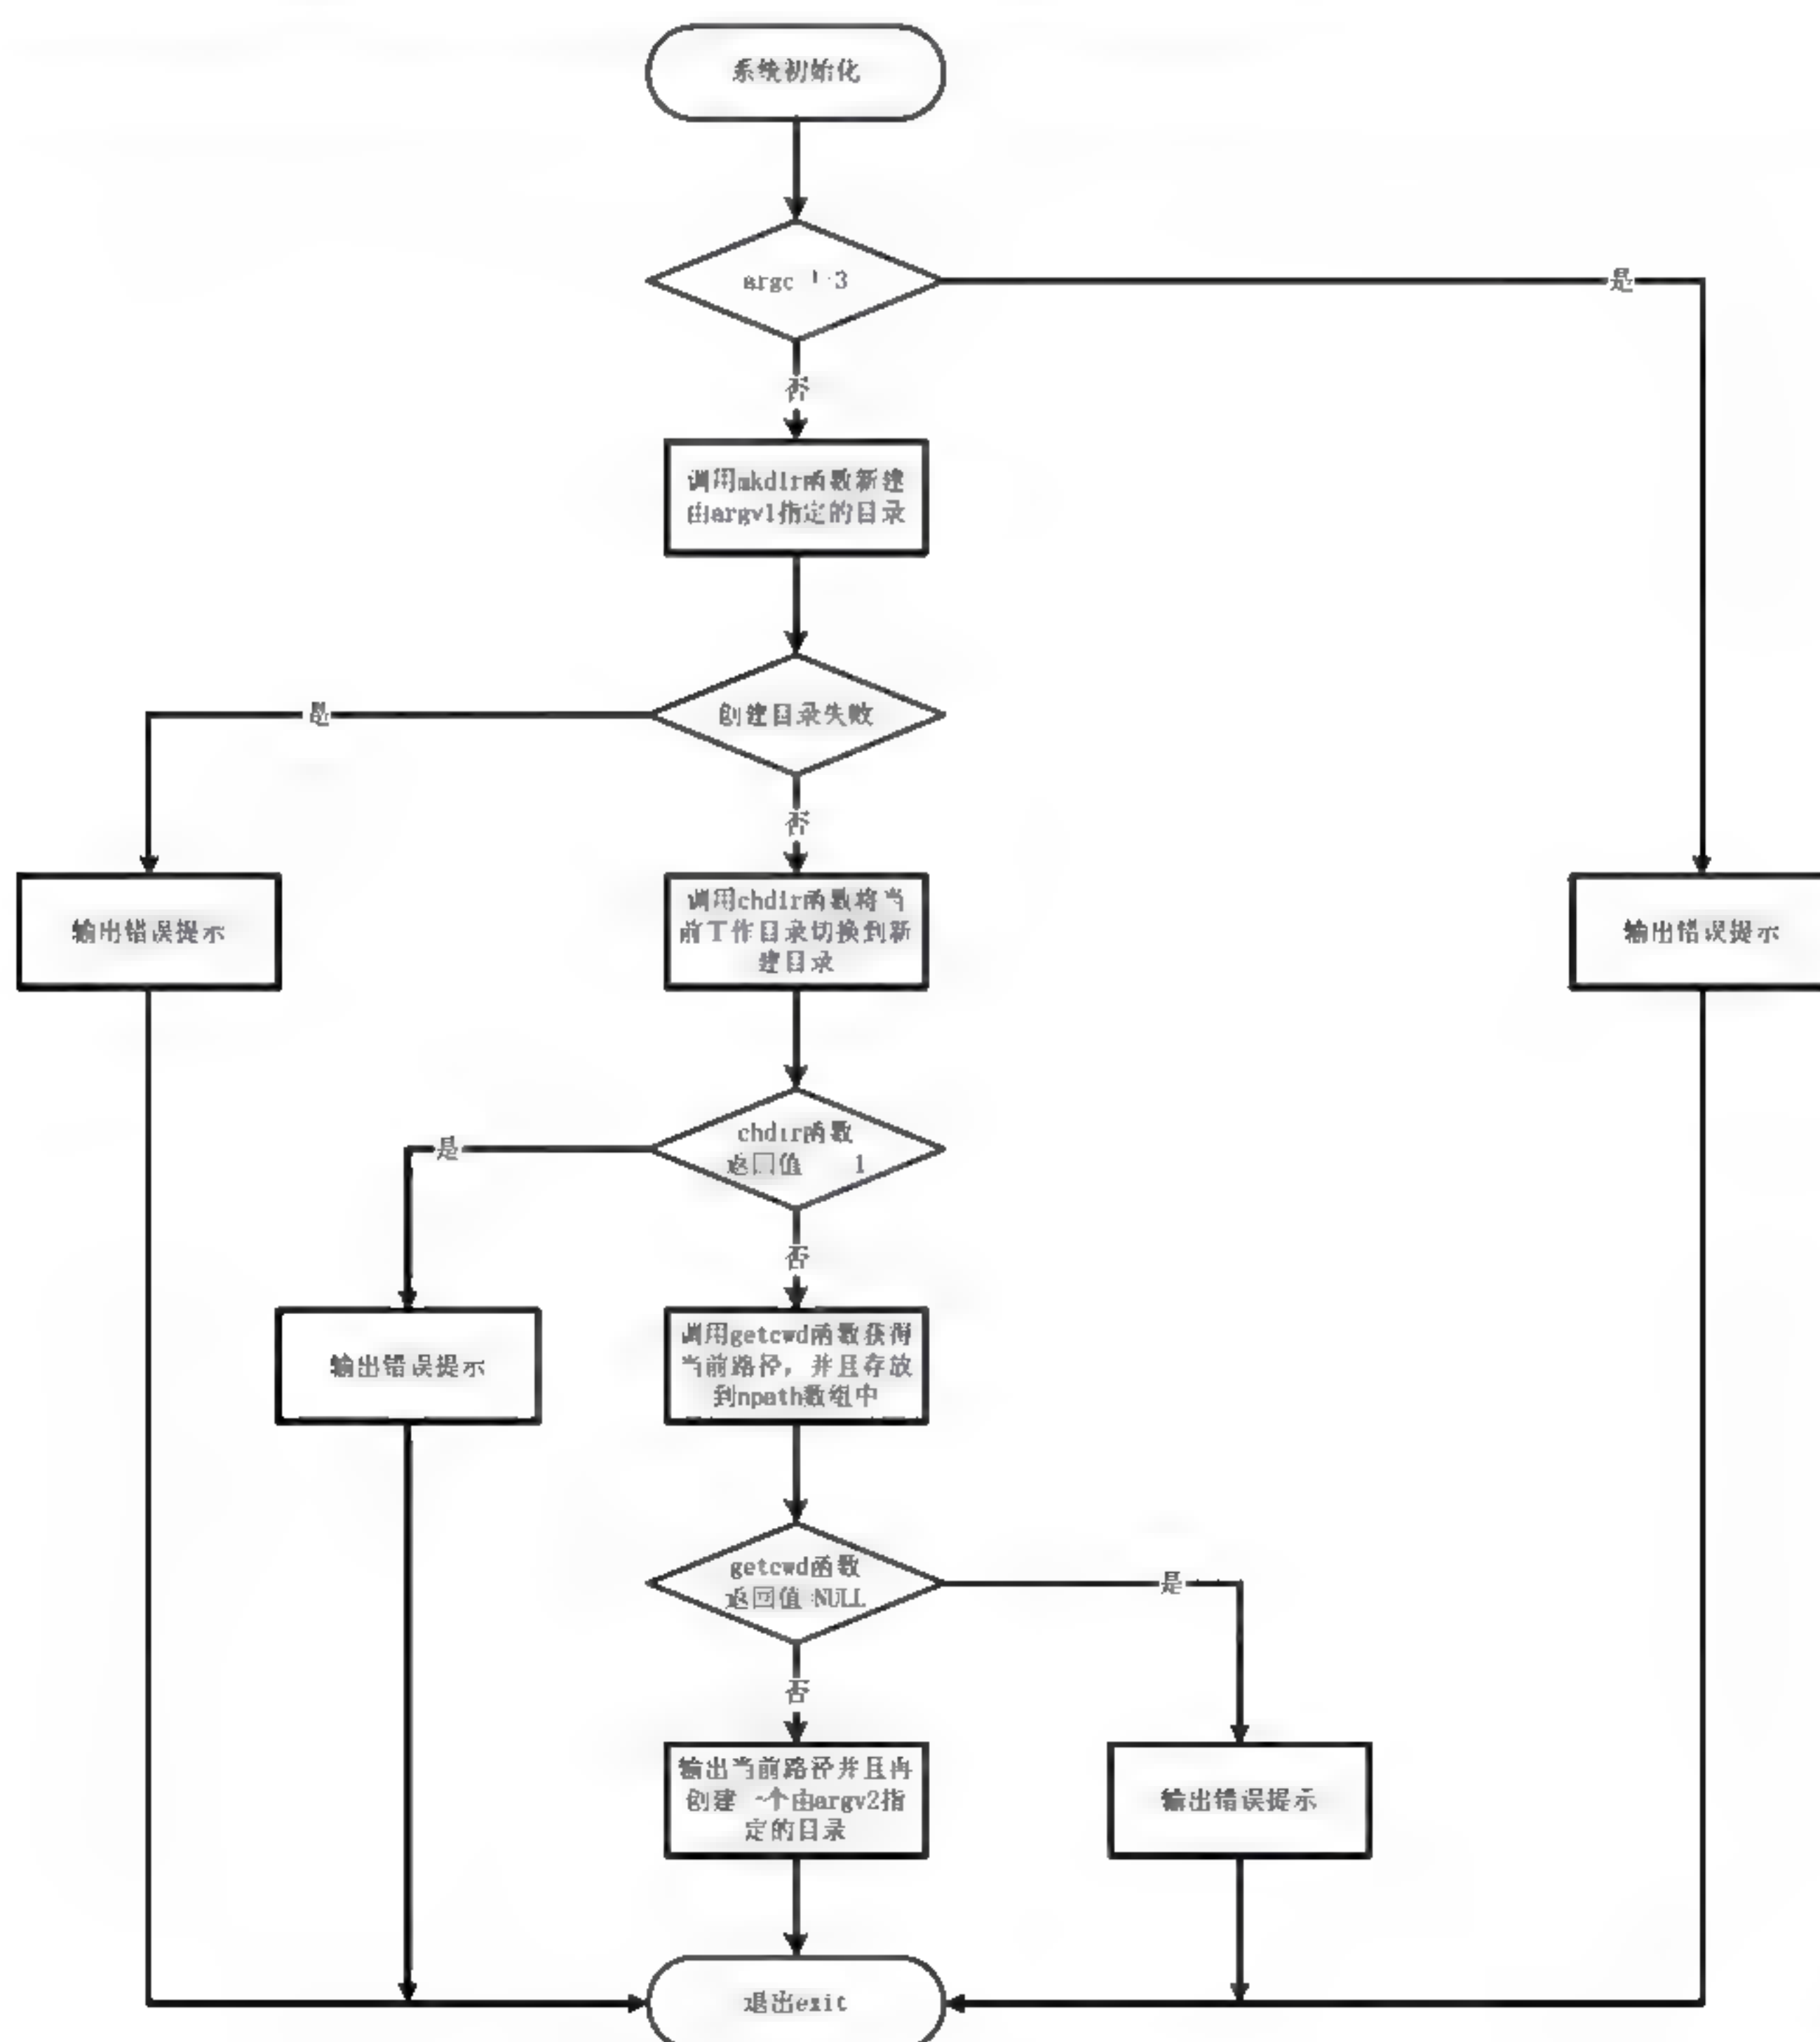 系统初始化
argc ! 3
是
否
调用mkdir函数新建
由argv1指定的目录
创建目录失败
是
否
输出错误提示
调用chdir函数将当
前工作目录切换到新
建目录
输出错误提示
chdir函数
返回值 1
是
否
输出错误提示
调用getcwd函数获得
当前路径，并且存放
到npath数组中
getcwd函数
返回值 NULL
是
否
输出当前路径并且再
创建一个由argv2指
定的目录
输出错误提示
退出exit